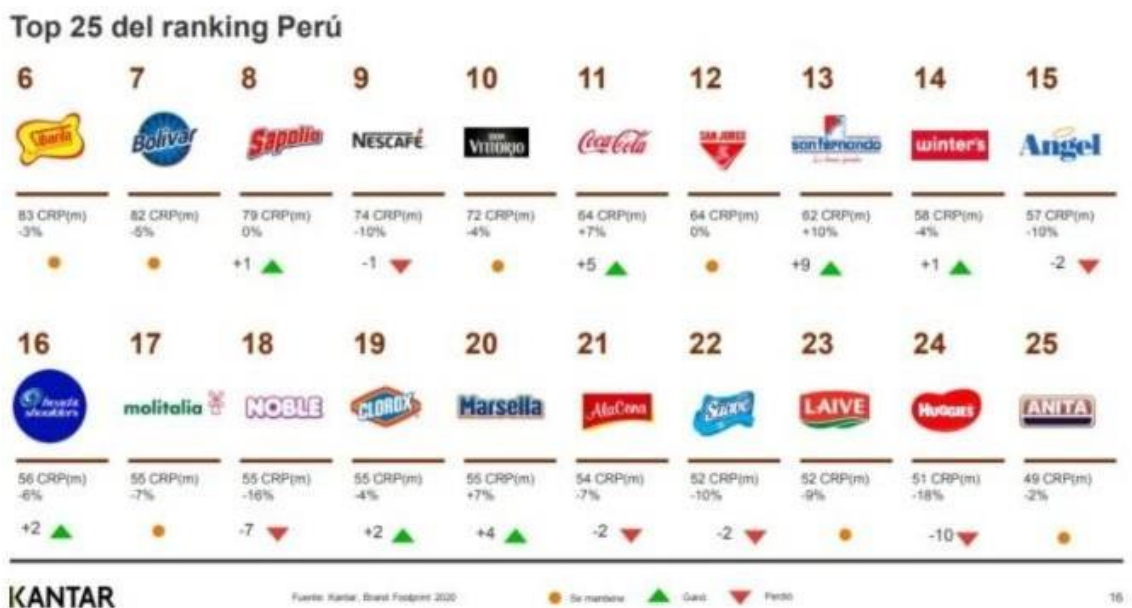 Top 25 del ranking Perú
6 7 8 9 10 11 12 13 14 15
Bolivar Sapolio NESCAFÉ DON VITTORIO Coca-Cola SAN JORGE san fernando winter's Angel
83 CRP(m) 82 CRP(m) 79 CRP(m) 74 CRP(m) 72 CRP(m) 64 CRP(m) 64 CRP(m) 62 CRP(m) 58 CRP(m) 57 CRP(m)
-3% -5% 0% -10% -4% +7% 0% +10% -4% -10%
+1 -1 +5 +9 +1 -2
16 17 18 19 20 21 22 23 24 25
head & shoulders molitalia NOBLE CLOROX Marsella AlaCena Suave LAIVE HUGGIES ANITA
56 CRP(m) 55 CRP(m) 55 CRP(m) 55 CRP(m) 55 CRP(m) 54 CRP(m) 52 CRP(m) 52 CRP(m) 51 CRP(m) 49 CRP(m)
-6% -7% -16% -4% +7% -7% -10% -9% -18% -2%
+2 -7 +2 +4 -2 -2 -10
KANTAR Fuente: Kantar, Brand Footprint 2020 Se mantiene Ganó Perdió 16